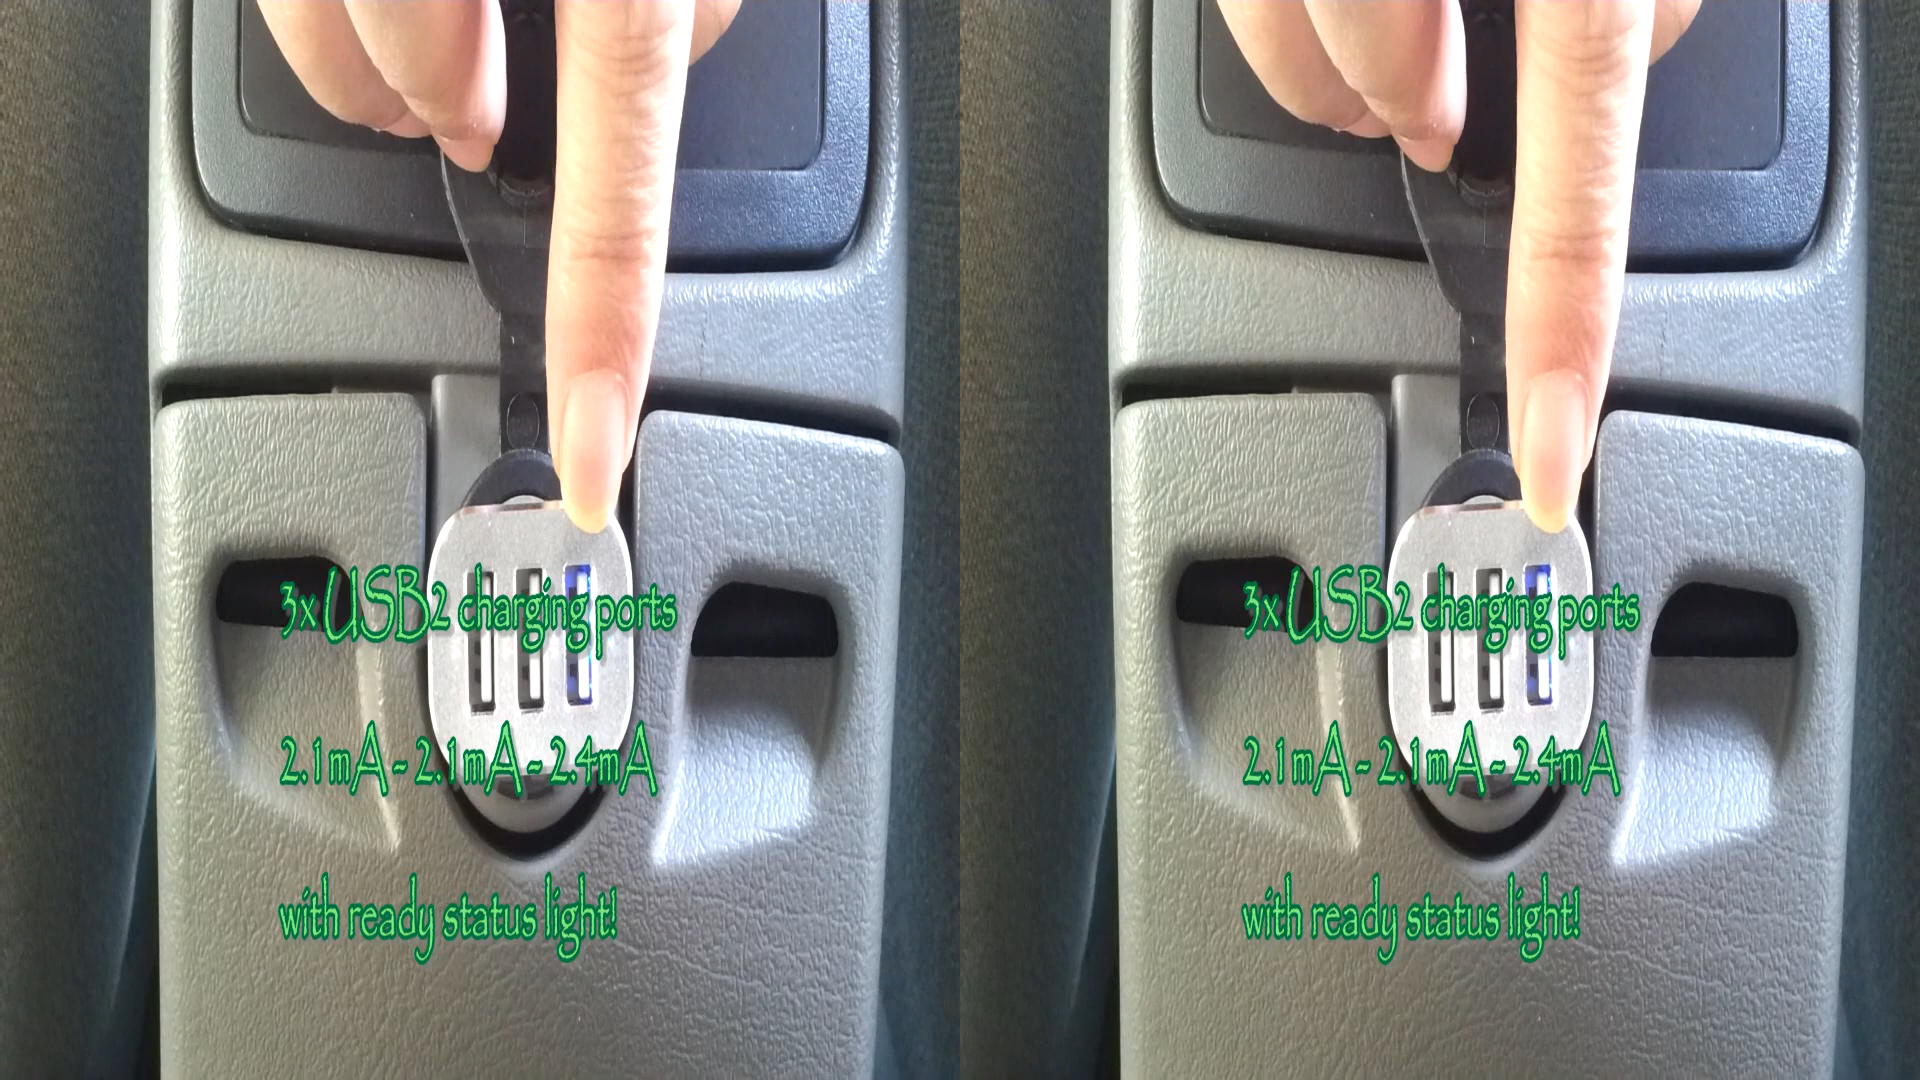 3x USB2 charging ports
2.1mA - 2.1mA - 2.4mA
with ready status light!
3x USB2 charging ports
2.1mA - 2.1mA - 2.4mA
with ready status light!